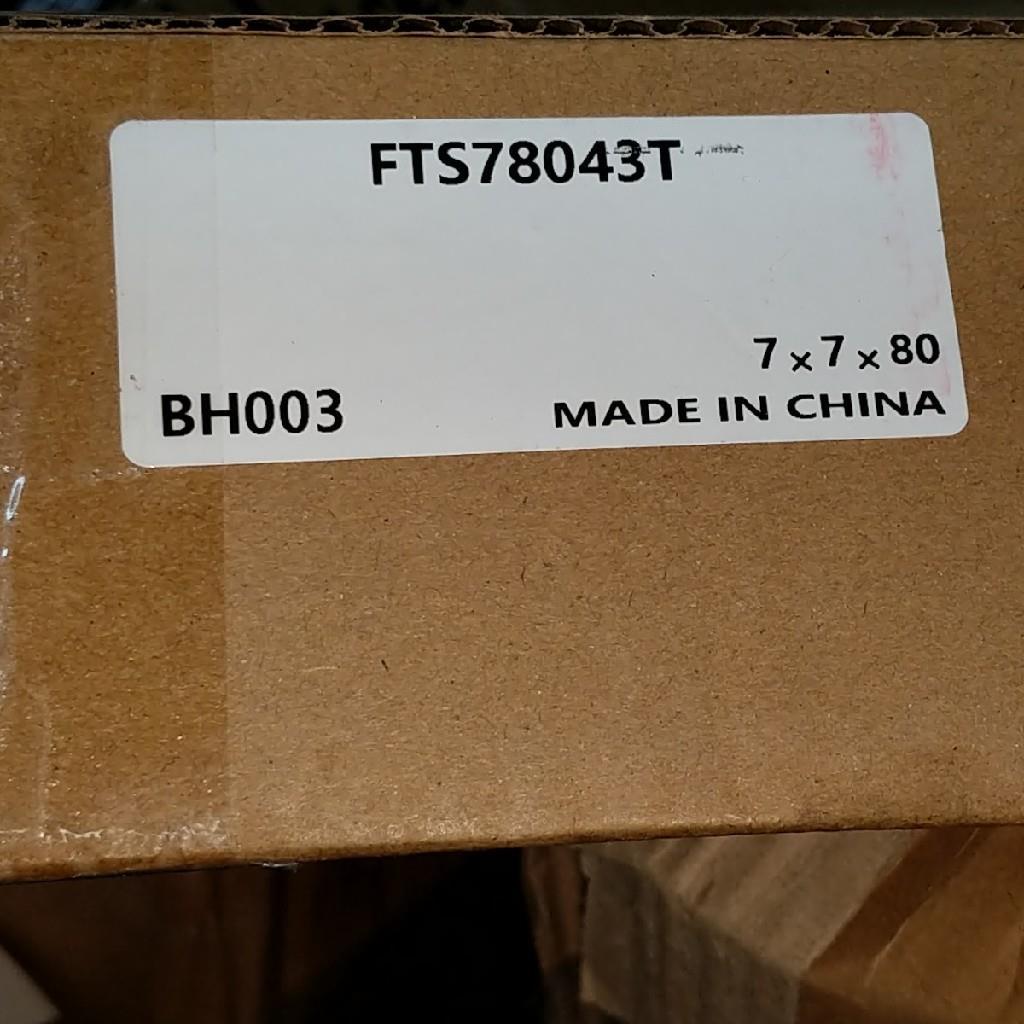 FTS78043T
7 x 7 x 80
BH003 MADE IN CHINA